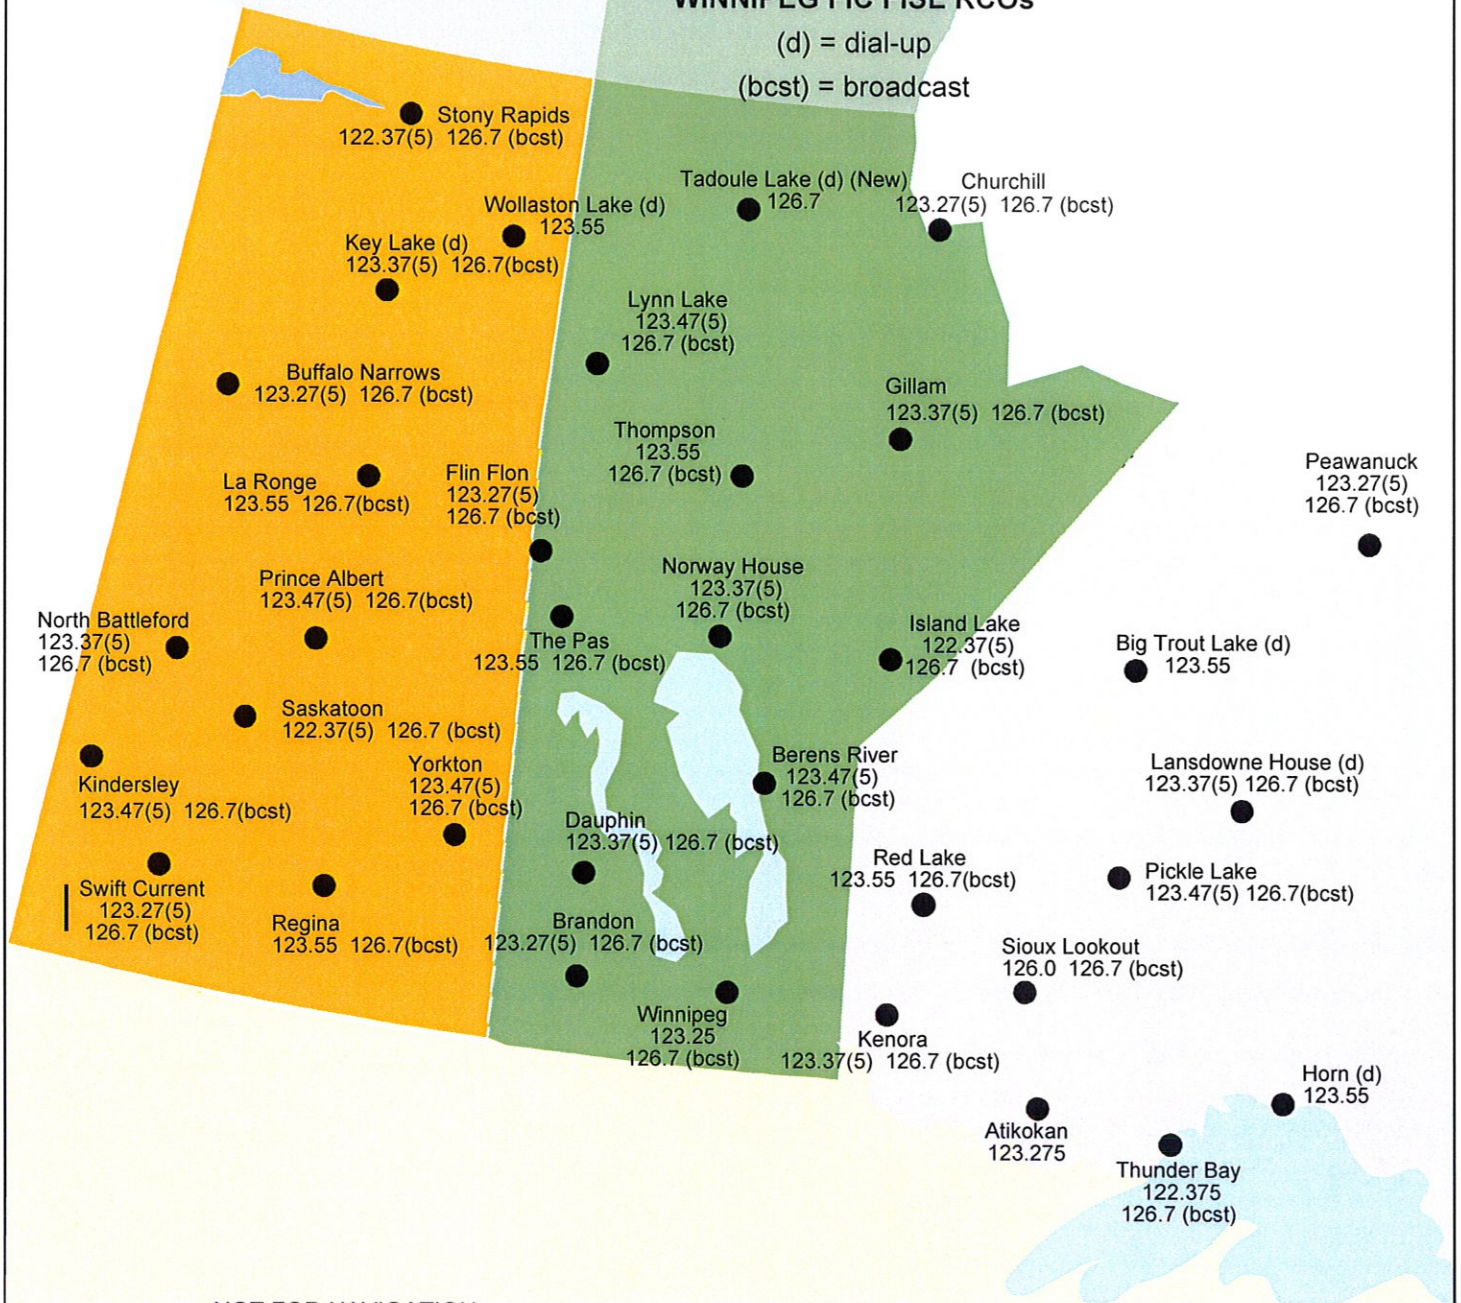 WINNIPEG FIC FISE RCOs
(d) = dial-up
(bcst) = broadcast
Stony Rapids
122.37(5) 126.7 (bcst)
Tadoule Lake (d) (New)
126.7
Churchill
123.27(5) 126.7 (bcst)
Wollaston Lake (d)
123.55
Key Lake (d)
123.37(5) 126.7(bcst)
Lynn Lake
123.47(5)
126.7 (bcst)
Buffalo Narrows
123.27(5) 126.7 (bcst)
Gillam
123.37(5) 126.7 (bcst)
Thompson
123.55
126.7 (bcst)
La Ronge
123.55 126.7(bcst)
Flin Flon
123.27(5)
126.7 (bcst)
Peawanuck
123.27(5)
126.7 (bcst)
Prince Albert
123.47(5) 126.7(bcst)
Norway House
123.37(5)
126.7 (bcst)
North Battleford
123.37(5)
126.7 (bcst)
The Pas
123.55 126.7 (bcst)
Island Lake
122.37(5)
126.7 (bcst)
Big Trout Lake (d)
123.55
Saskatoon
122.37(5) 126.7 (bcst)
Kindersley
123.47(5) 126.7(bcst)
Yorkton
123.47(5)
126.7 (bcst)
Berens River
123.47(5)
126.7 (bcst)
Lansdowne House (d)
123.37(5) 126.7 (bcst)
Dauphin
123.37(5) 126.7 (bcst)
Red Lake
123.55 126.7(bcst)
Pickle Lake
123.47(5) 126.7(bcst)
Swift Current
123.27(5)
126.7 (bcst)
Regina
123.55 126.7(bcst)
Brandon
123.27(5) 126.7 (bcst)
Sioux Lookout
126.0 126.7 (bcst)
Winnipeg
123.25
126.7 (bcst)
Kenora
123.37(5) 126.7 (bcst)
Horn (d)
123.55
Atikokan
123.275
Thunder Bay
122.375
126.7 (bcst)
NOT FOR NAVIGATION